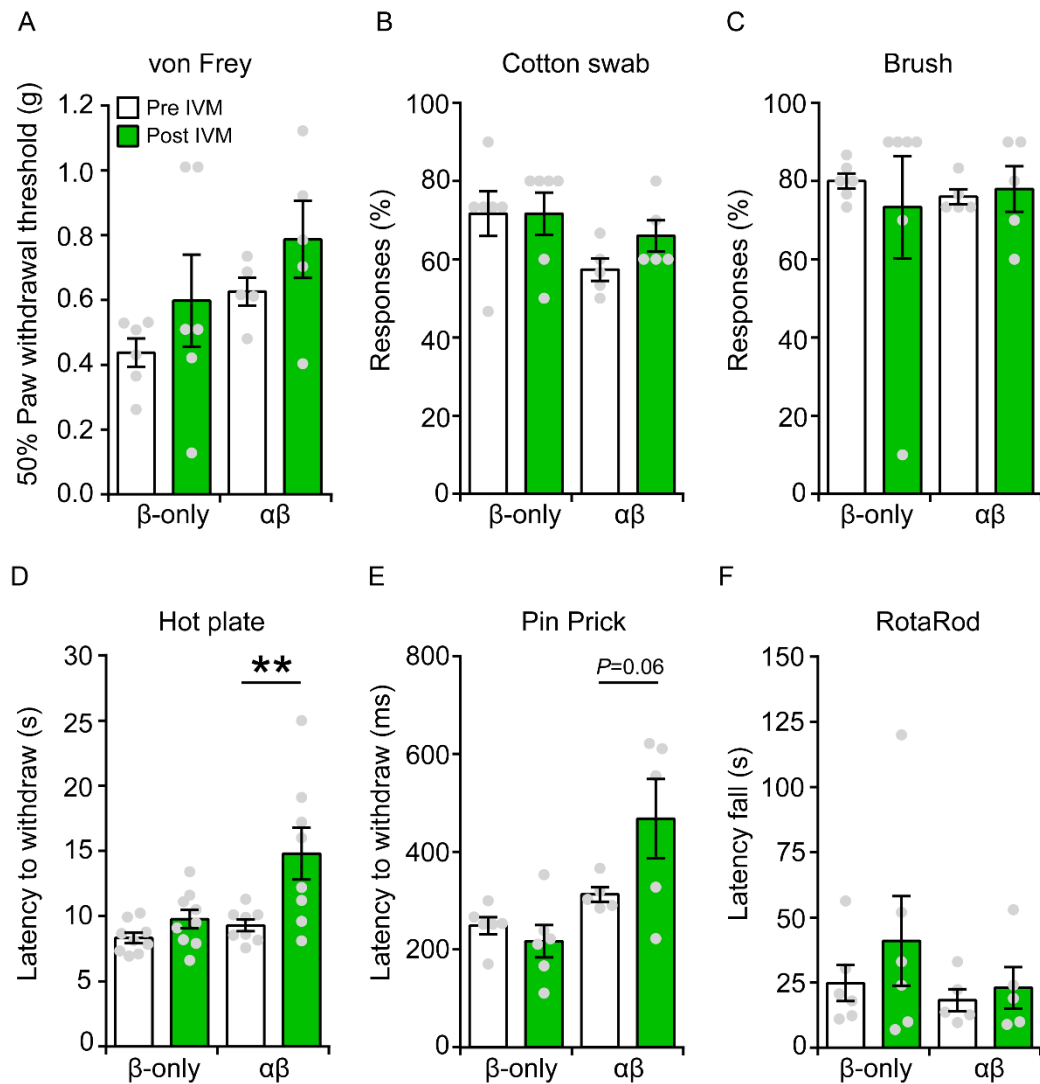 A
B
C
von Frey
Cotton swab
Brush
50% Paw withdrawal threshold (g)
1.2
1.0
0.8
0.6
0.4
0.2
0.0
Pre IVM
Post IVM
β-only
αβ
Responses (%)
100
80
60
40
20
0
β-only
αβ
Responses (%)
100
80
60
40
20
0
β-only
αβ
D
E
F
Hot plate
Pin Prick
RotaRod
Latency to withdraw (s)
30
25
20
15
10
5
0
**
β-only
αβ
Latency to withdraw (ms)
800
600
400
200
0
P=0.06
β-only
αβ
Latency fall (s)
150
125
100
75
50
25
0
β-only
αβ